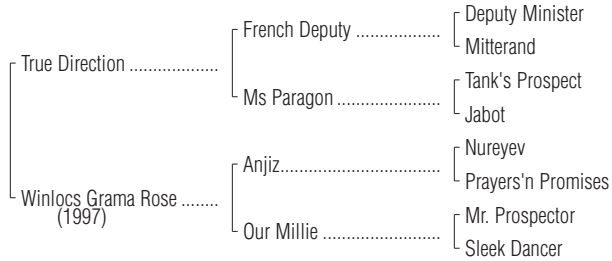 Deputy Minister
French Deputy ..................
Mitterand
True Direction ...................
Tank's Prospect
Ms Paragon ......................
Jabot
Nureyev
Anjiz.................................
Prayers'n Promises
Winlocs Grama Rose ........
(1997)
Mr. Prospector
Our Millie .........................
Sleek Dancer